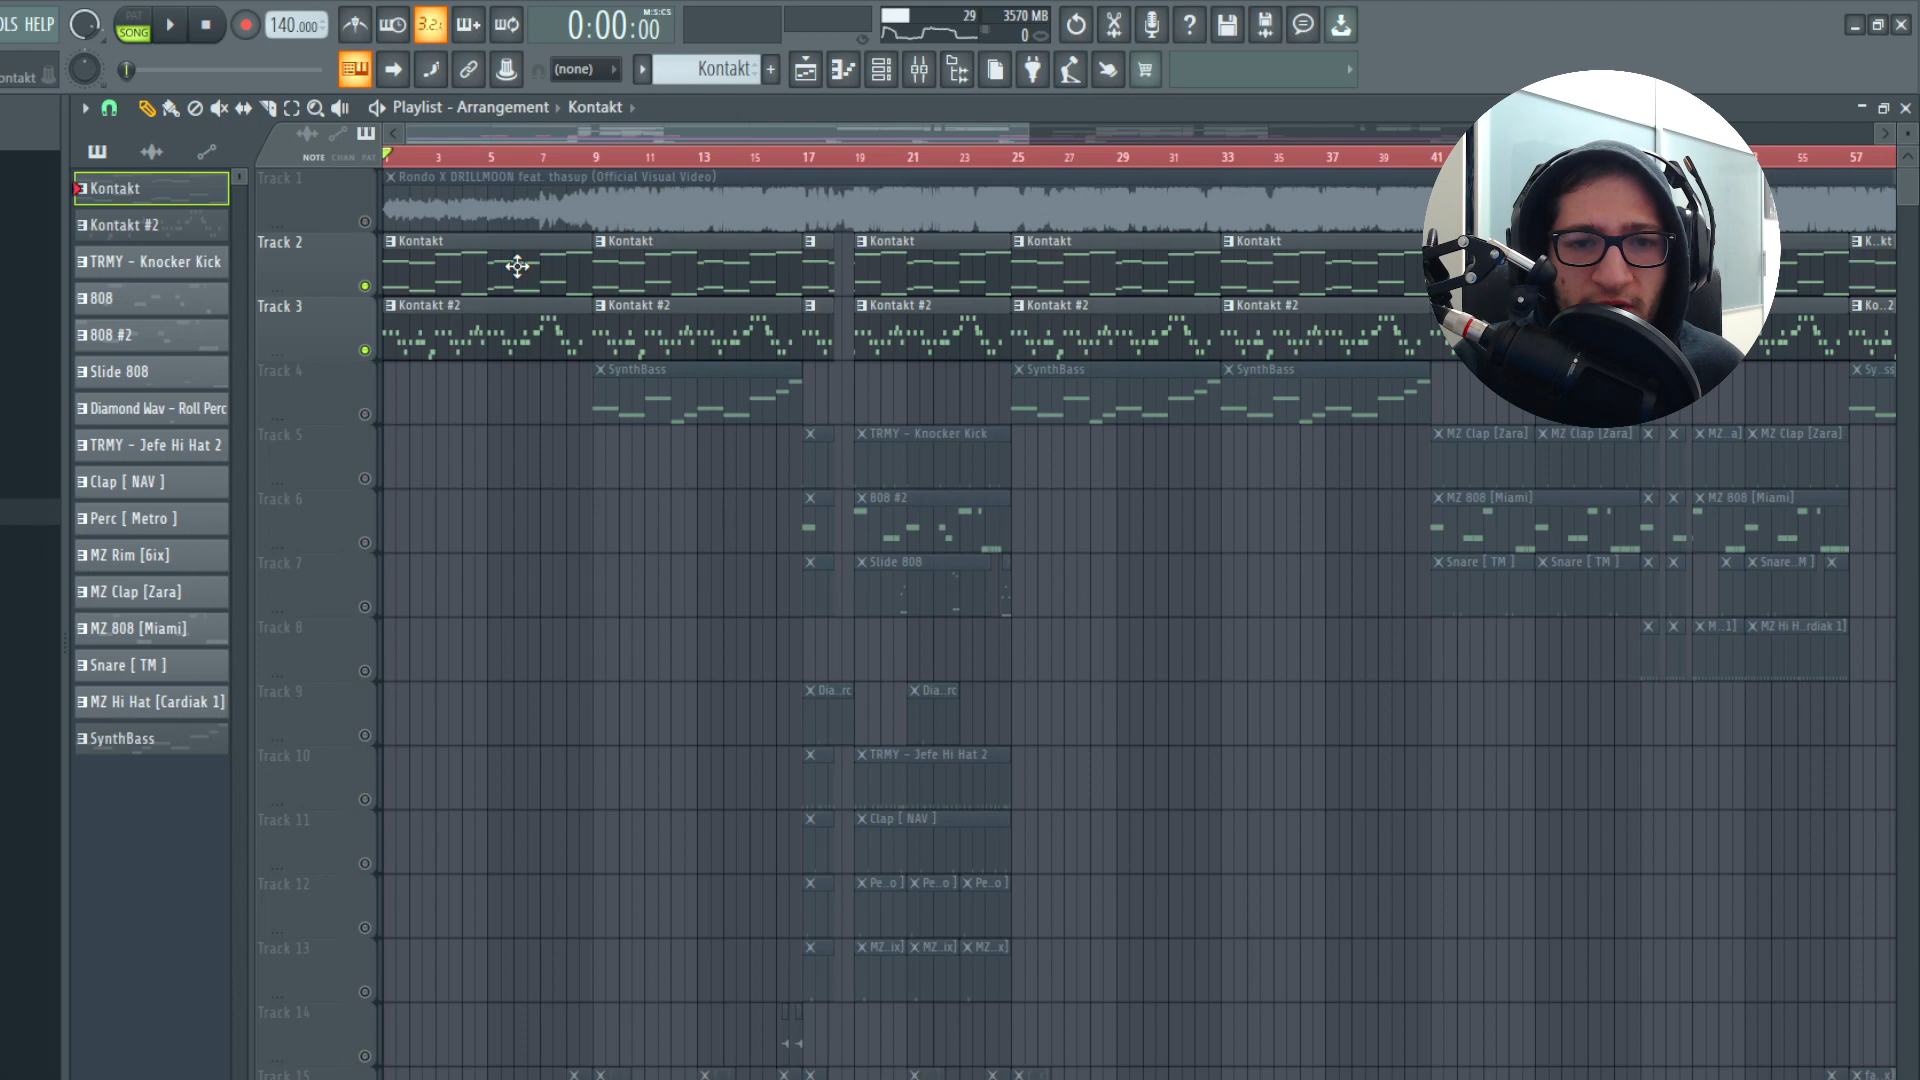 OLS HELP
PAT
SONG
140.000
3.2:
0:00:00
M:S:CS
29
3570 MB
0
ontakt
(none)
Kontakt
+
Playlist - Arrangement › Kontakt ›
NOTE CHAN PAT
3 5 7 9 11 13 15 17 19 21 23 25 27 29 31 33 35 37 39 41 55 57
Kontakt
Kontakt #2
TRMY - Knocker Kick
808
808 #2
Slide 808
Diamond Wav - Roll Perc
TRMY - Jefe Hi Hat 2
Clap [ NAV ]
Perc [ Metro ]
MZ Rim [6ix]
MZ Clap [Zara]
MZ 808 [Miami]
Snare [ TM ]
MZ Hi Hat [Cardiak 1]
SynthBass
Track 1
Rondo X DRILLMOON feat. thasup (Official Visual Video)
Track 2
Kontakt Kontakt Kontakt Kontakt Kontakt K..kt
Track 3
Kontakt #2 Kontakt #2 Kontakt #2 Kontakt #2 Kontakt #2 Ko..2
Track 4
SynthBass SynthBass SynthBass Sy..ss
Track 5
TRMY - Knocker Kick MZ Clap [Zara] MZ Clap [Zara] MZ..a] MZ Clap [Zara]
Track 6
808 #2 MZ 808 [Miami] MZ 808 [Miami]
Track 7
Slide 808 Snare [ TM ] Snare [ TM ] Snare..M ]
Track 8
M..1] MZ Hi H..rdiak 1]
Track 9
Dia..rc Dia..rc
Track 10
TRMY - Jefe Hi Hat 2
Track 11
Clap [ NAV ]
Track 12
Pe..o ] Pe..o ] Pe..o ]
Track 13
MZ..ix] MZ..ix] MZ..x]
Track 14
Track 15